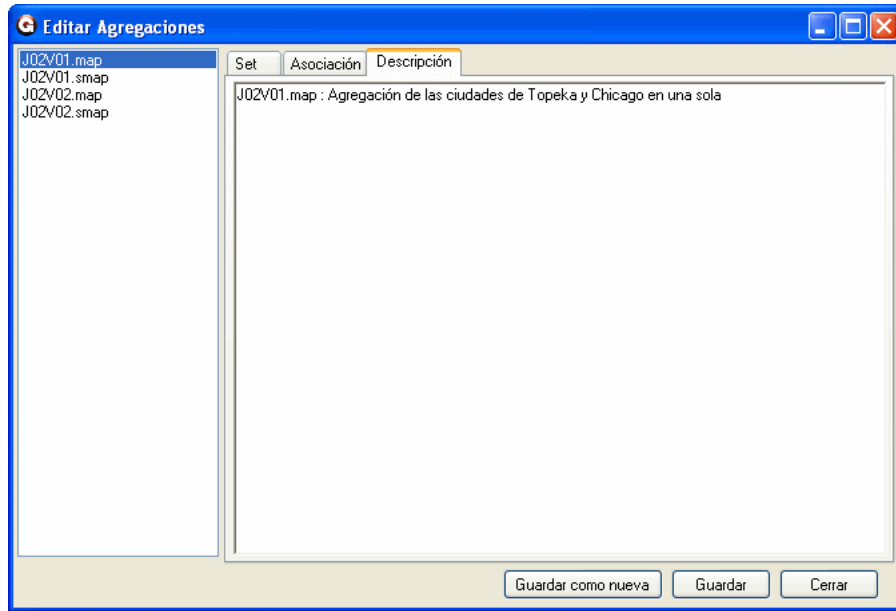 Editar Agregaciones
J02V01.map
J02V01.smap
J02V02.map
J02V02.smap
Set
Asociación
Descripción
J02V01.map : Agregación de las ciudades de Topeka y Chicago en una sola
Guardar como nueva
Guardar
Cerrar